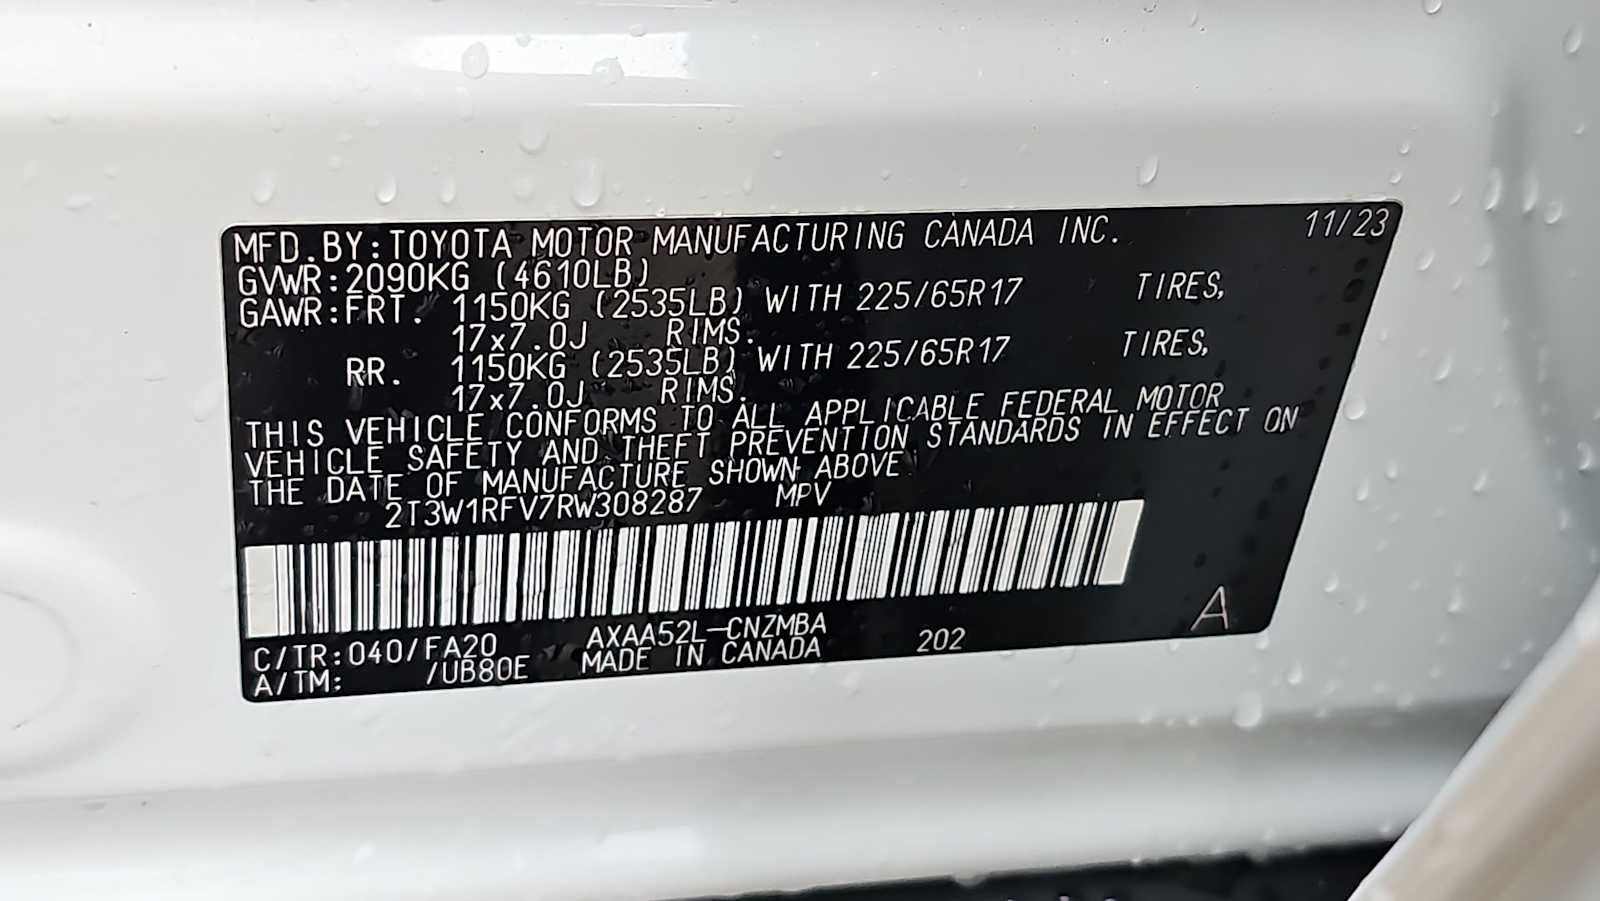 MFD.BY:TOYOTA MOTOR MANUFACTURING CANADA INC. 11/23
GVWR:2090KG (4610LB)
GAWR:FRT. 1150KG (2535LB) WITH 225/65R17 TIRES,
17x7.0J RIMS.
RR. 1150KG (2535LB) WITH 225/65R17 TIRES,
17x7.0J RIMS.
THIS VEHICLE CONFORMS TO ALL APPLICABLE FEDERAL MOTOR
VEHICLE SAFETY AND THEFT PREVENTION STANDARDS IN EFFECT ON
THE DATE OF MANUFACTURE SHOWN ABOVE
2T3W1RFV7RW308287 MPV
C/TR:040/FA20 AXAA52L-CNZMBA 202 A
A/TM: /UB80E MADE IN CANADA